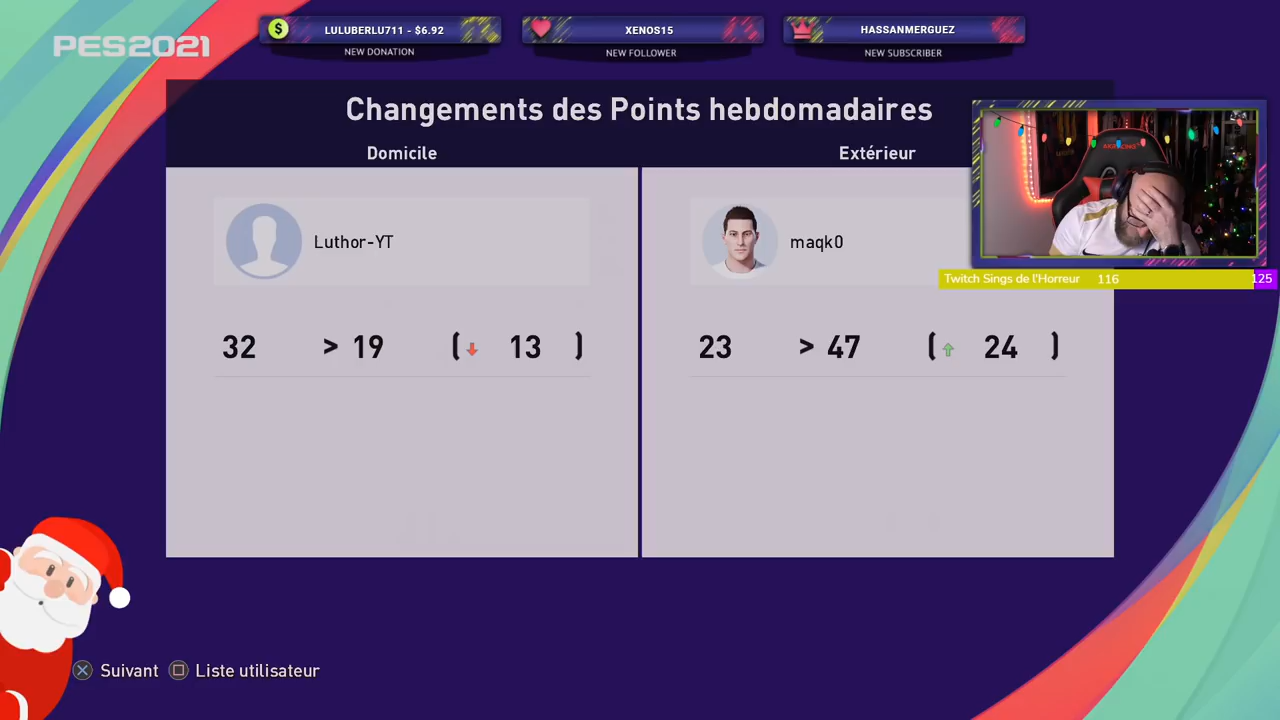 PES2021
LULUBERLU711 - $6.92
NEW DONATION
XENOS15
NEW FOLLOWER
HASSANMERGUEZ
NEW SUBSCRIBER
Changements des Points hebdomadaires
Domicile
Extérieur
Luthor-YT
maqk0
32 > 19 ( 13 )
23 > 47 ( 24 )
Twitch Sings de l'Horreur 116 125
Suivant
Liste utilisateur